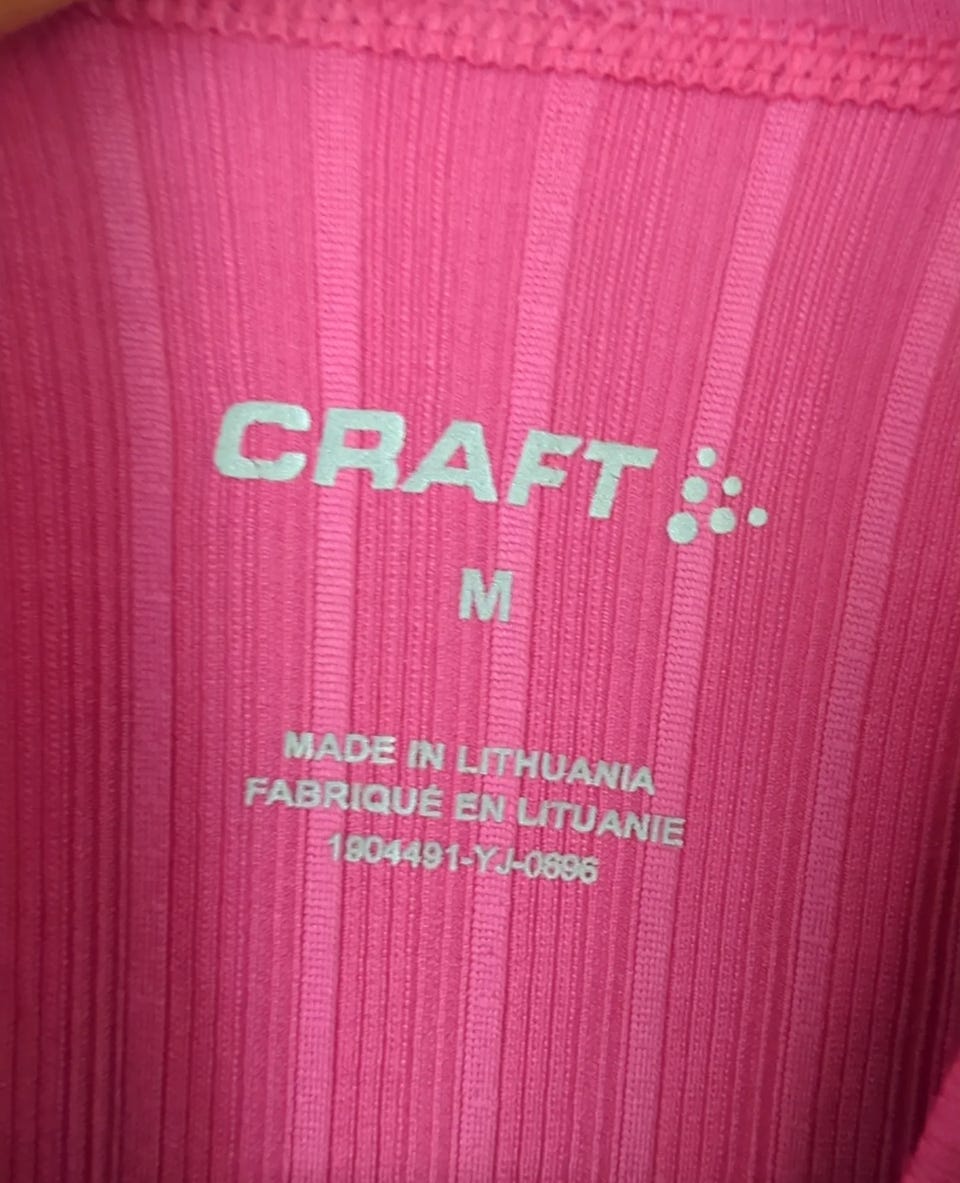 CRAFT
M
MADE IN LITHUANIA
FABRIQUÉ EN LITUANIE
1904491-YJ-0696